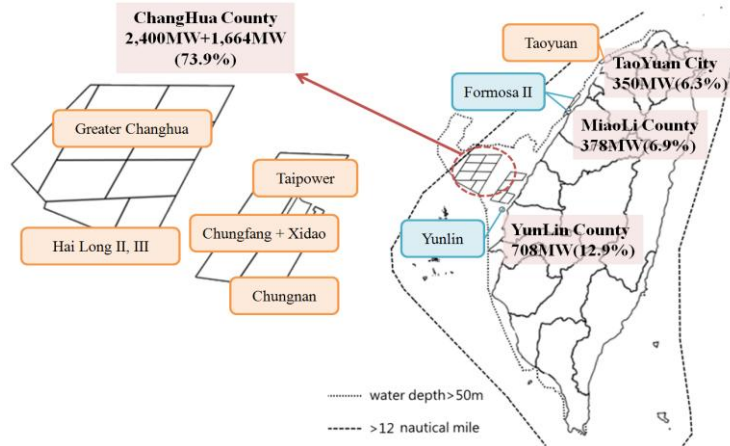 ChangHua County
2,400MW+1,664MW
(73.9%)
Greater Changhua
Hai Long II, III
Taipower
Chungfang + Xidao
Chungnan
Taoyuan
TaoYuan City
350MW(6.3%)
Formosa II
MiaoLi County
378MW(6.9%)
Yunlin
YunLin County
708MW(12.9%)
water depth>50m
>12 nautical mile